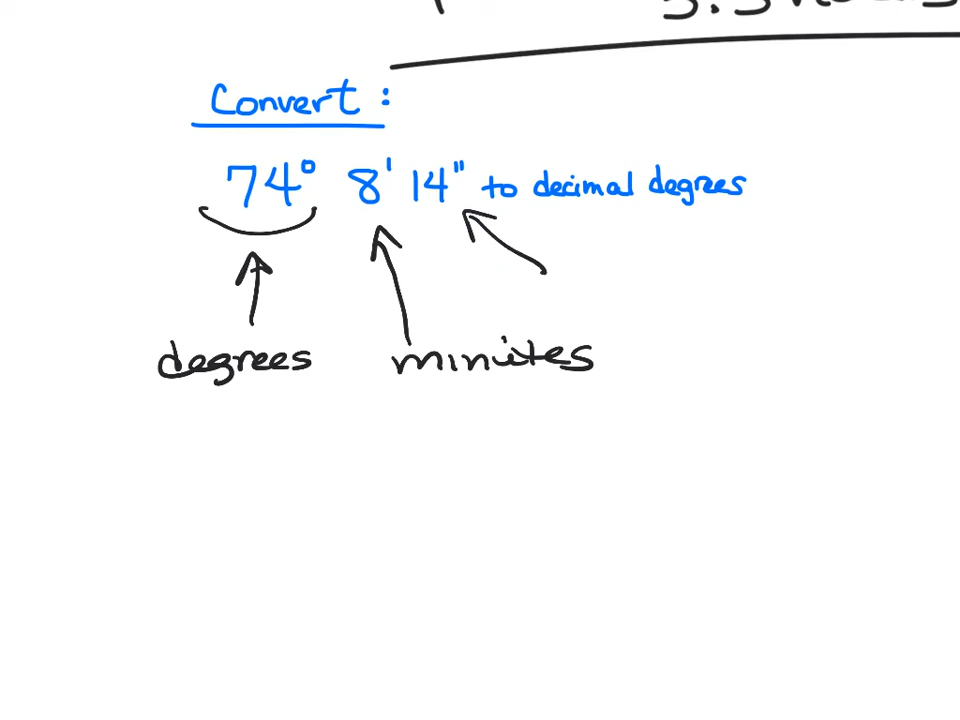 Convert:
74° 8' 14" to decimal degrees
degrees minutes